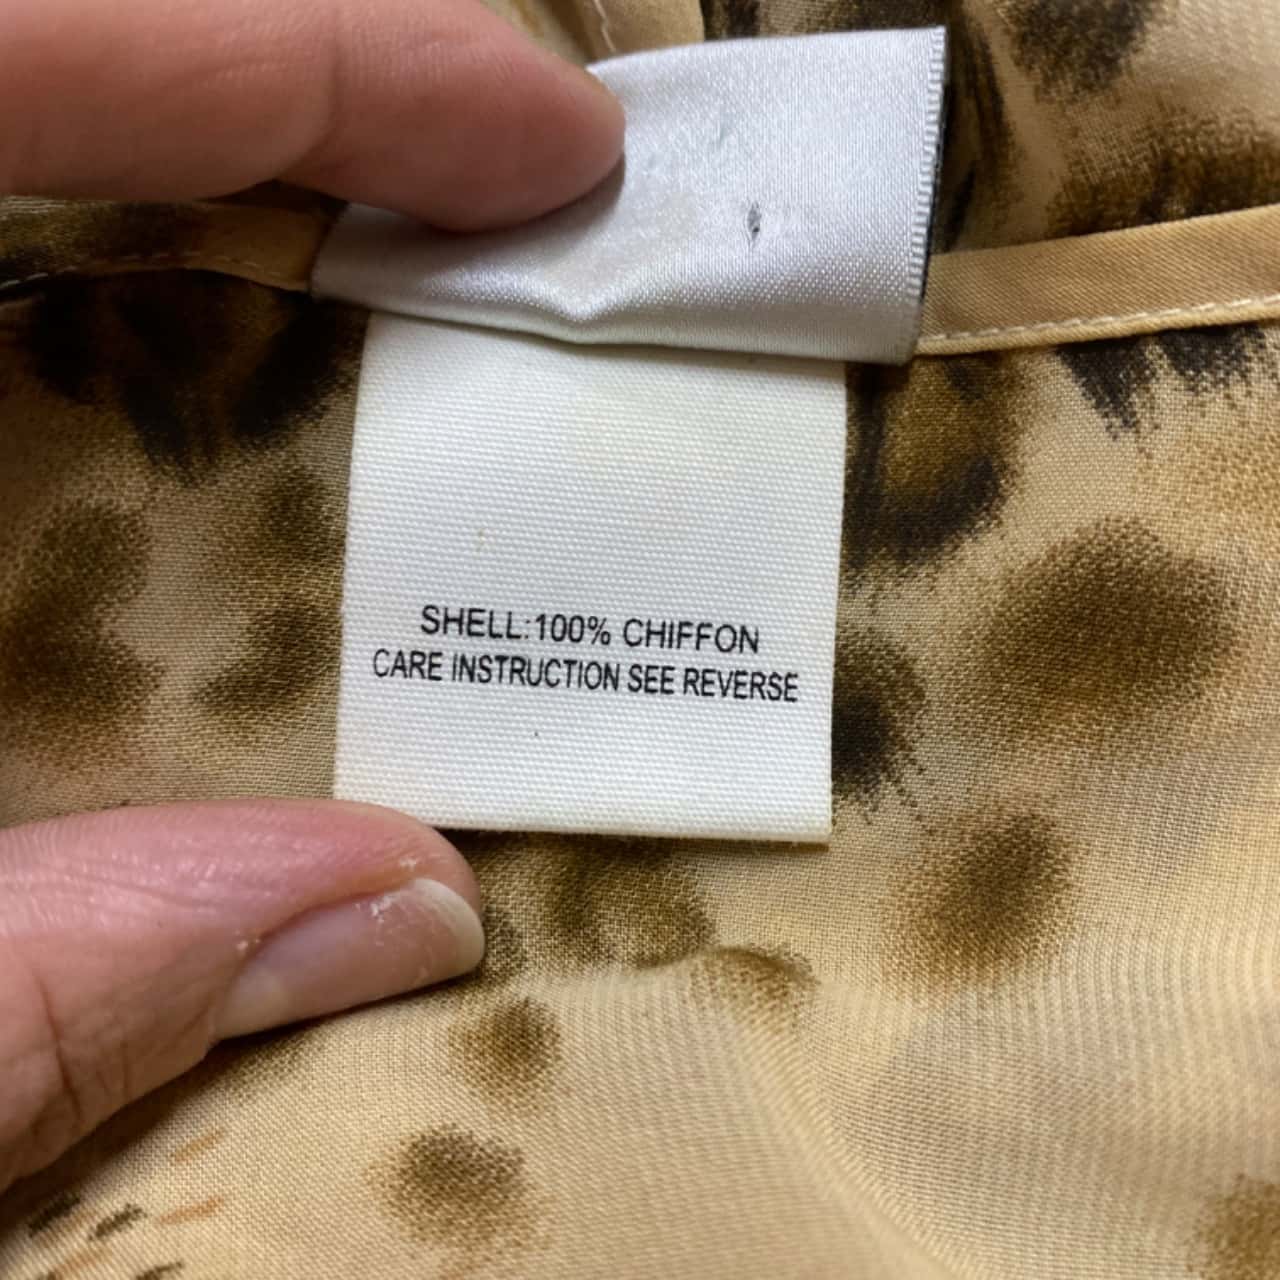 SHELL:100% CHIFFON
CARE INSTRUCTION SEE REVERSE